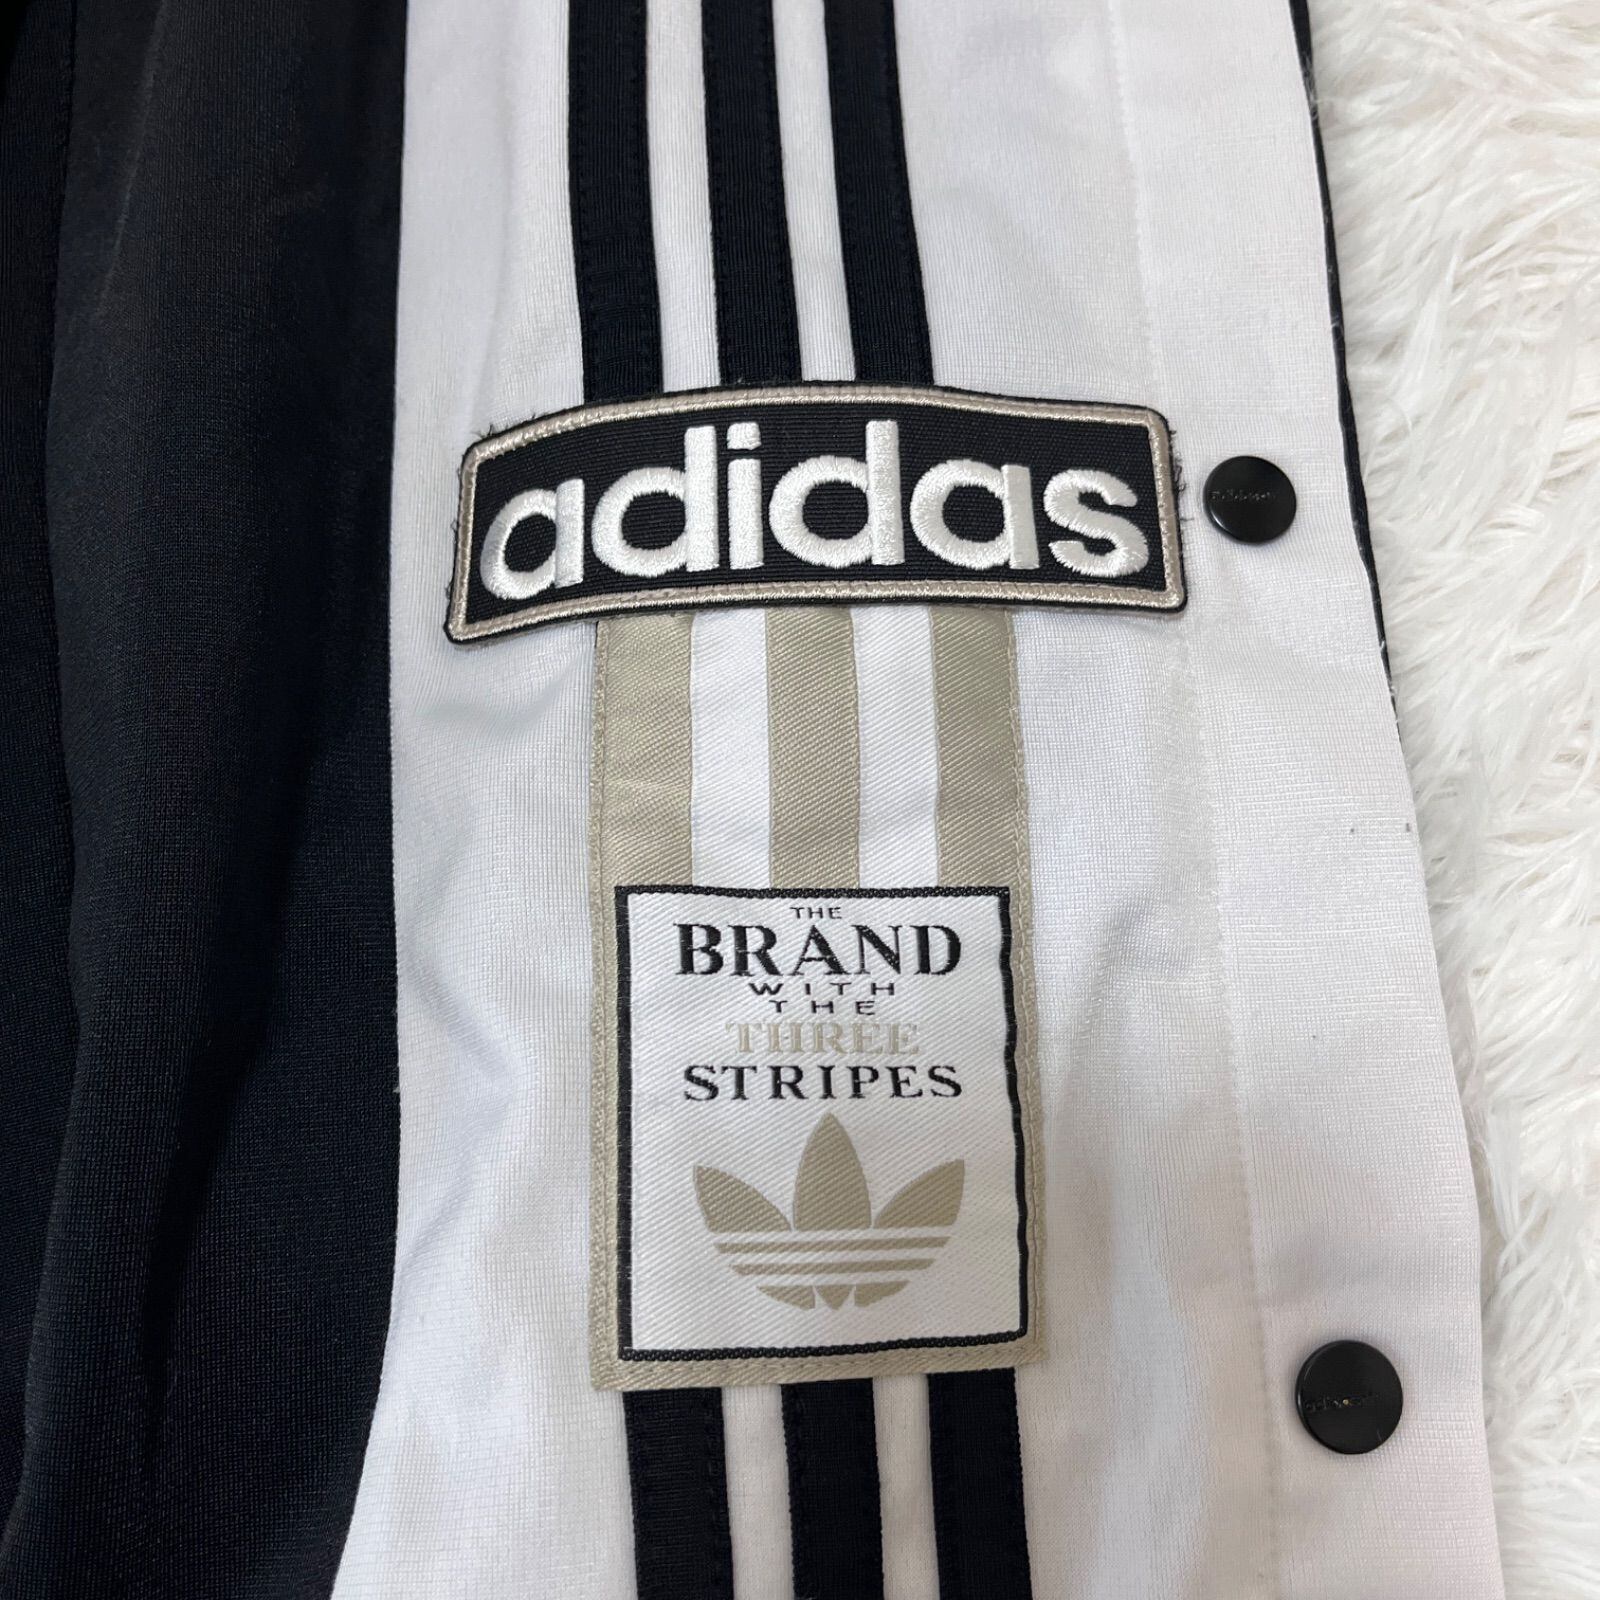 adidas
THE
BRAND
WITH
THE
THREE
STRIPES